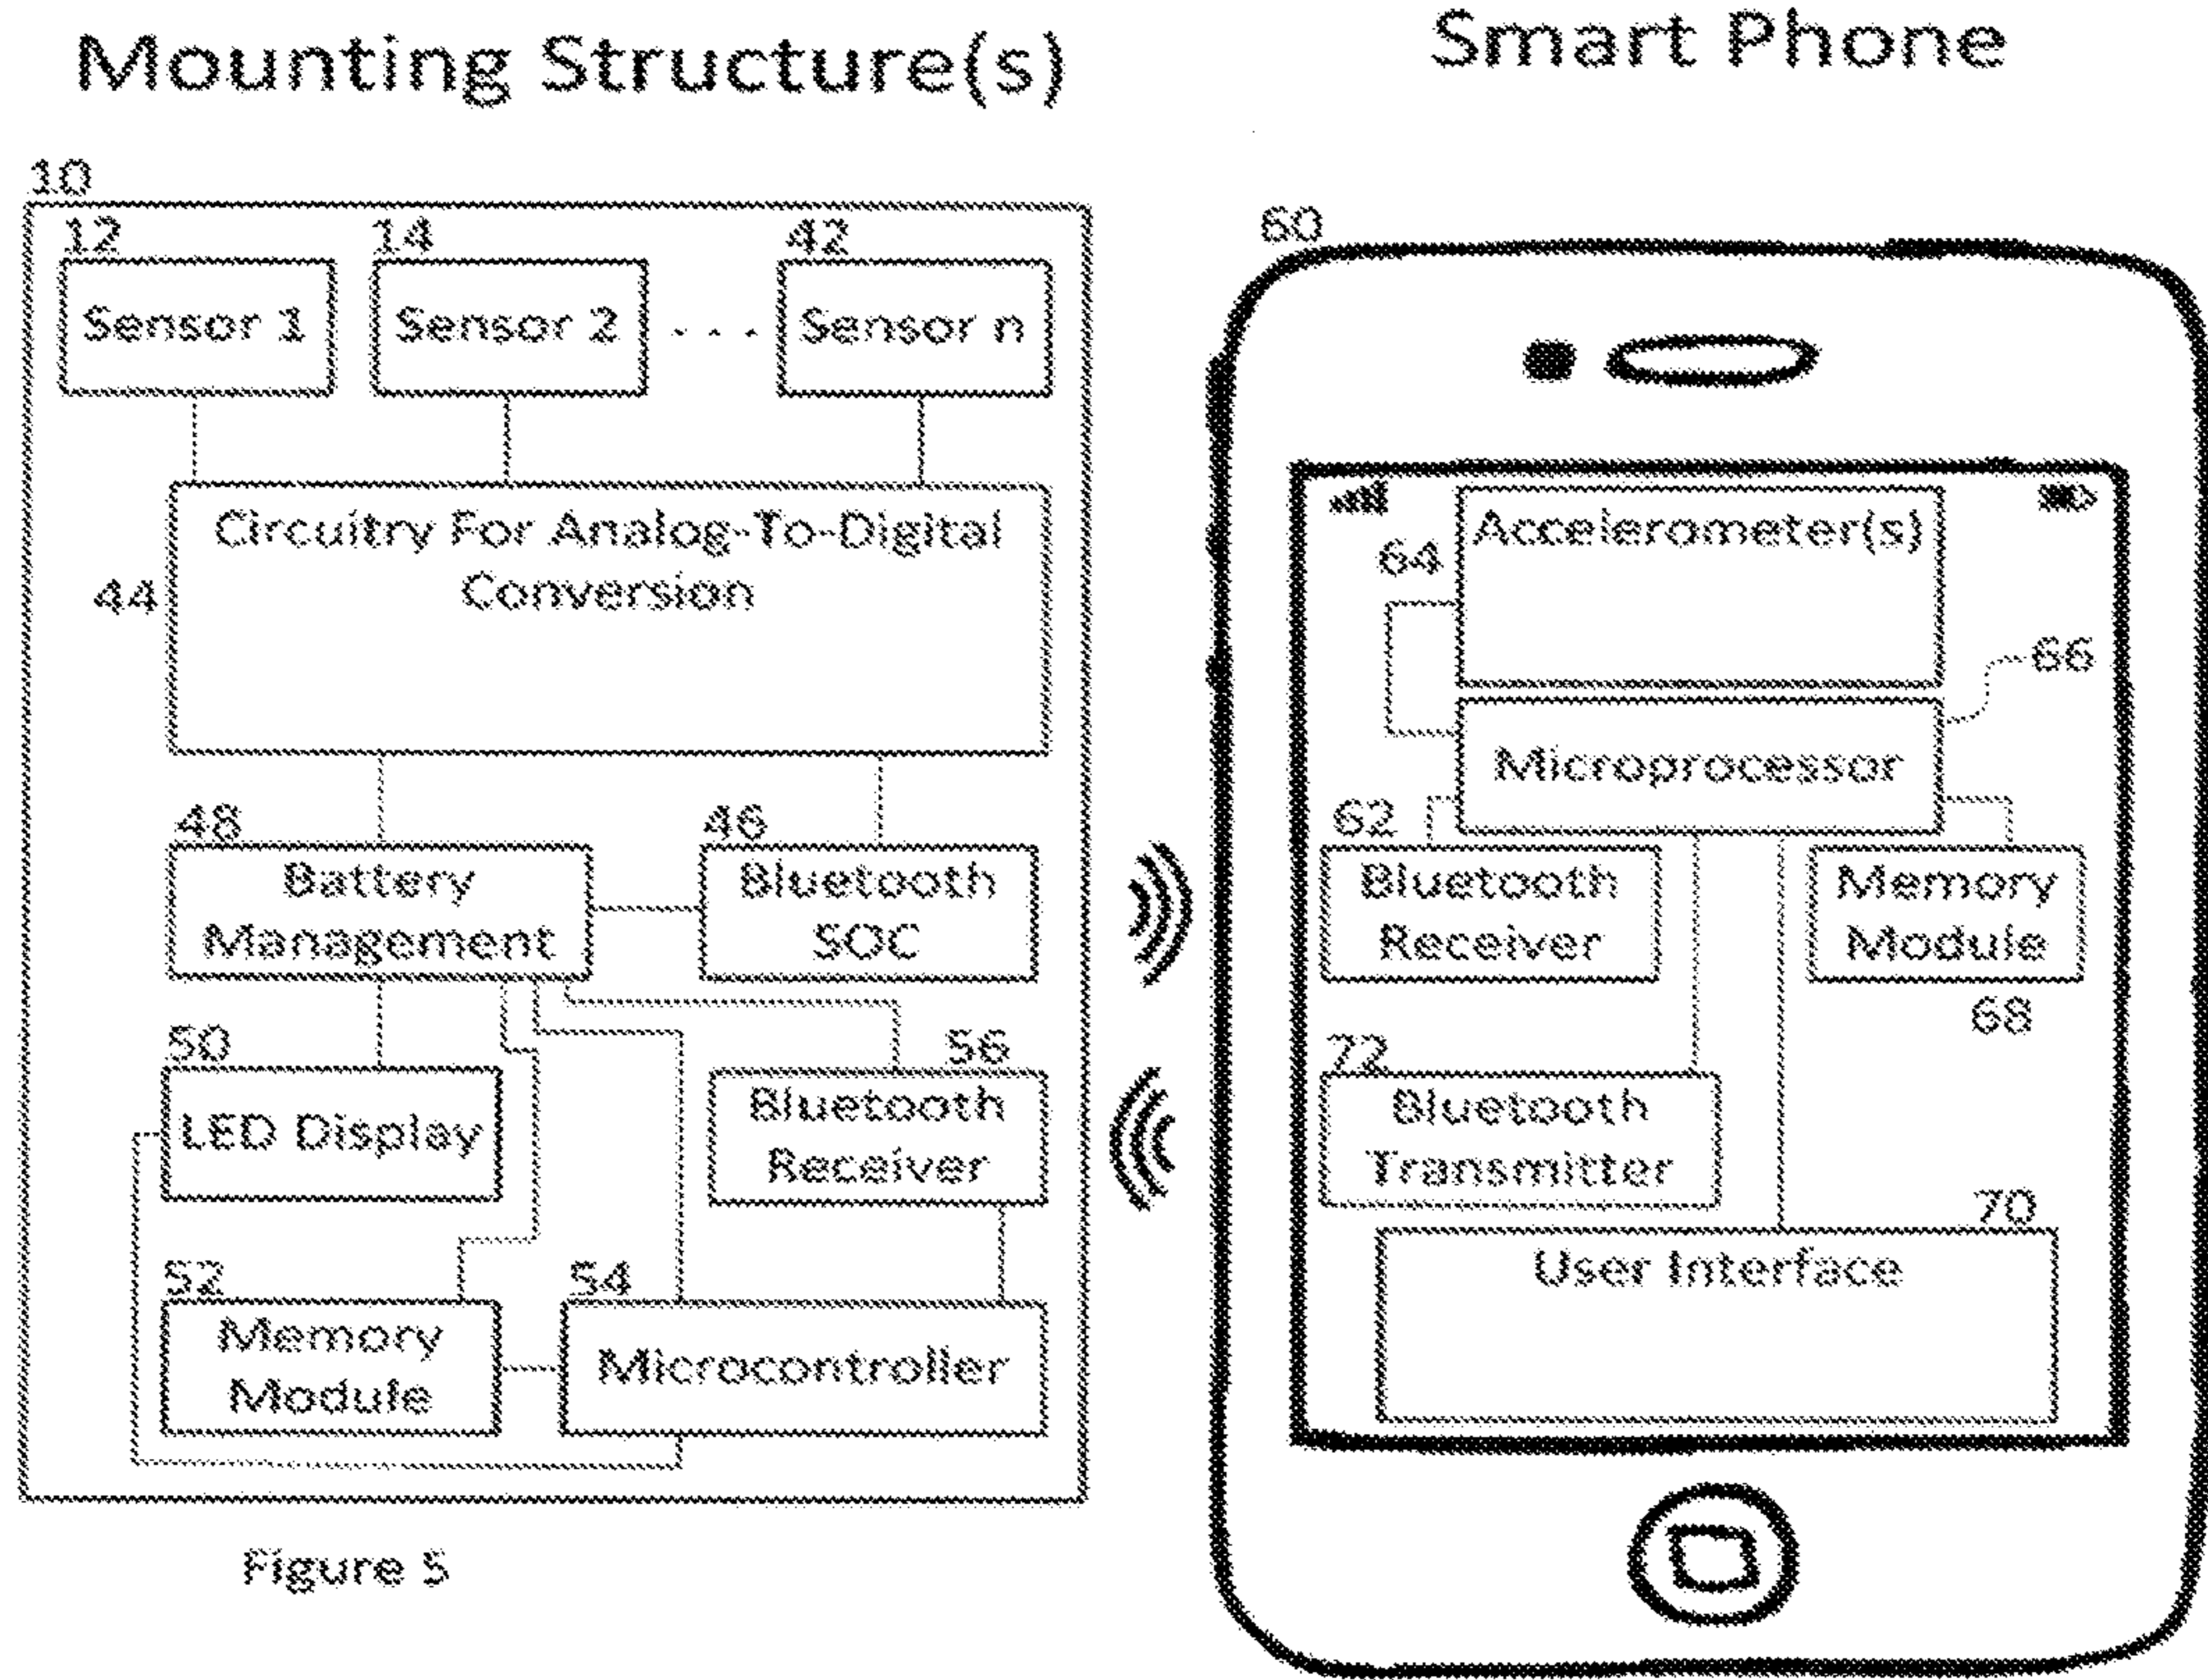 Mounting Structure(s)
Smart Phone
10
12
14
42
Sensor 1
Sensor 2
. . .
Sensor n
Circuitry For Analog-To-Digital
Conversion
44
48
46
Battery
Management
Bluetooth
SOC
50
56
LED Display
Bluetooth
Receiver
52
54
Memory
Module
Microcontroller
Figure 5
60
Accelerometer(s)
64
66
Microprocessor
62
Bluetooth
Receiver
Memory
Module
68
72
Bluetooth
Transmitter
70
User Interface